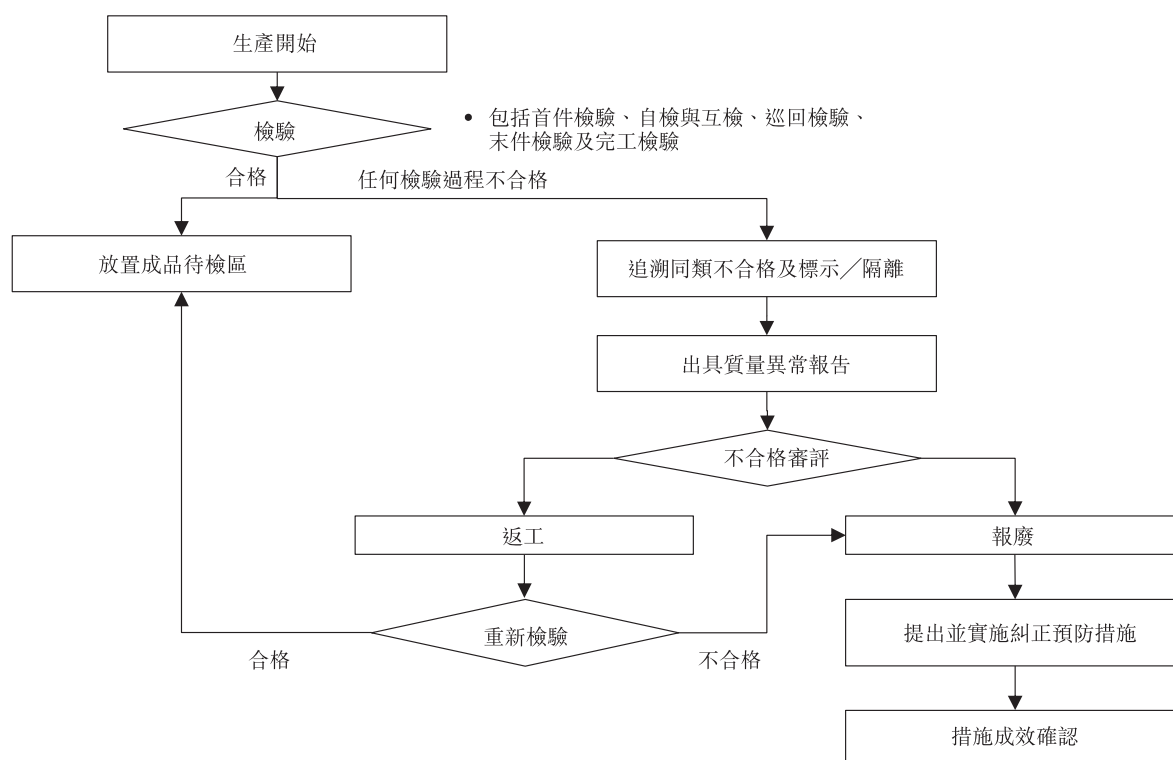 生產開始
檢驗
• 包括首件檢驗、自檢與互檢、巡回檢驗、
末件檢驗及完工檢驗
合格
任何檢驗過程不合格
放置成品待檢區
追溯同類不合格及標示／隔離
出具質量異常報告
不合格審評
返工
報廢
重新檢驗
合格
不合格
提出並實施糾正預防措施
措施成效確認